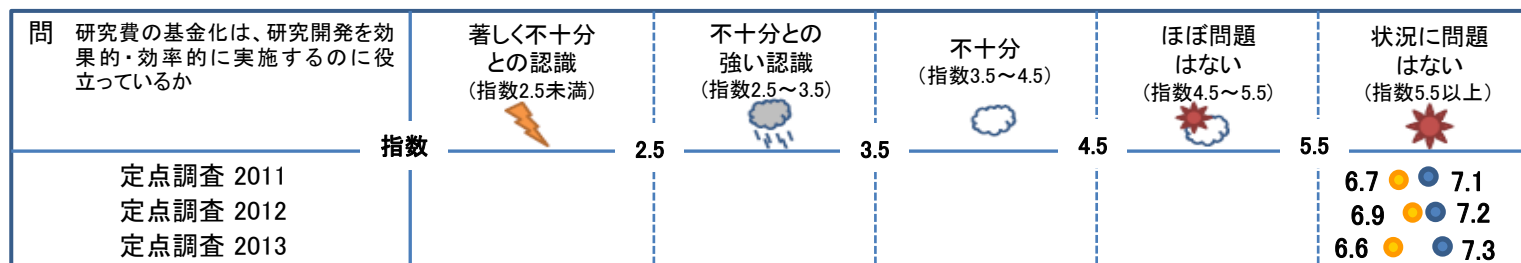 問 研究費の基金化は、研究開発を効
果的・効率的に実施するのに役
立っているか
著しく不十分
との認識
（指数2.5未満）
不十分との
強い認識
（指数2.5～3.5）
不十分
（指数3.5～4.5）
ほぼ問題
はない
（指数4.5～5.5）
状況に問題
はない
（指数5.5以上）
指数
2.5
3.5
4.5
5.5
定点調査 2011
6.7 7.1
定点調査 2012
6.9 7.2
定点調査 2013
6.6 7.3